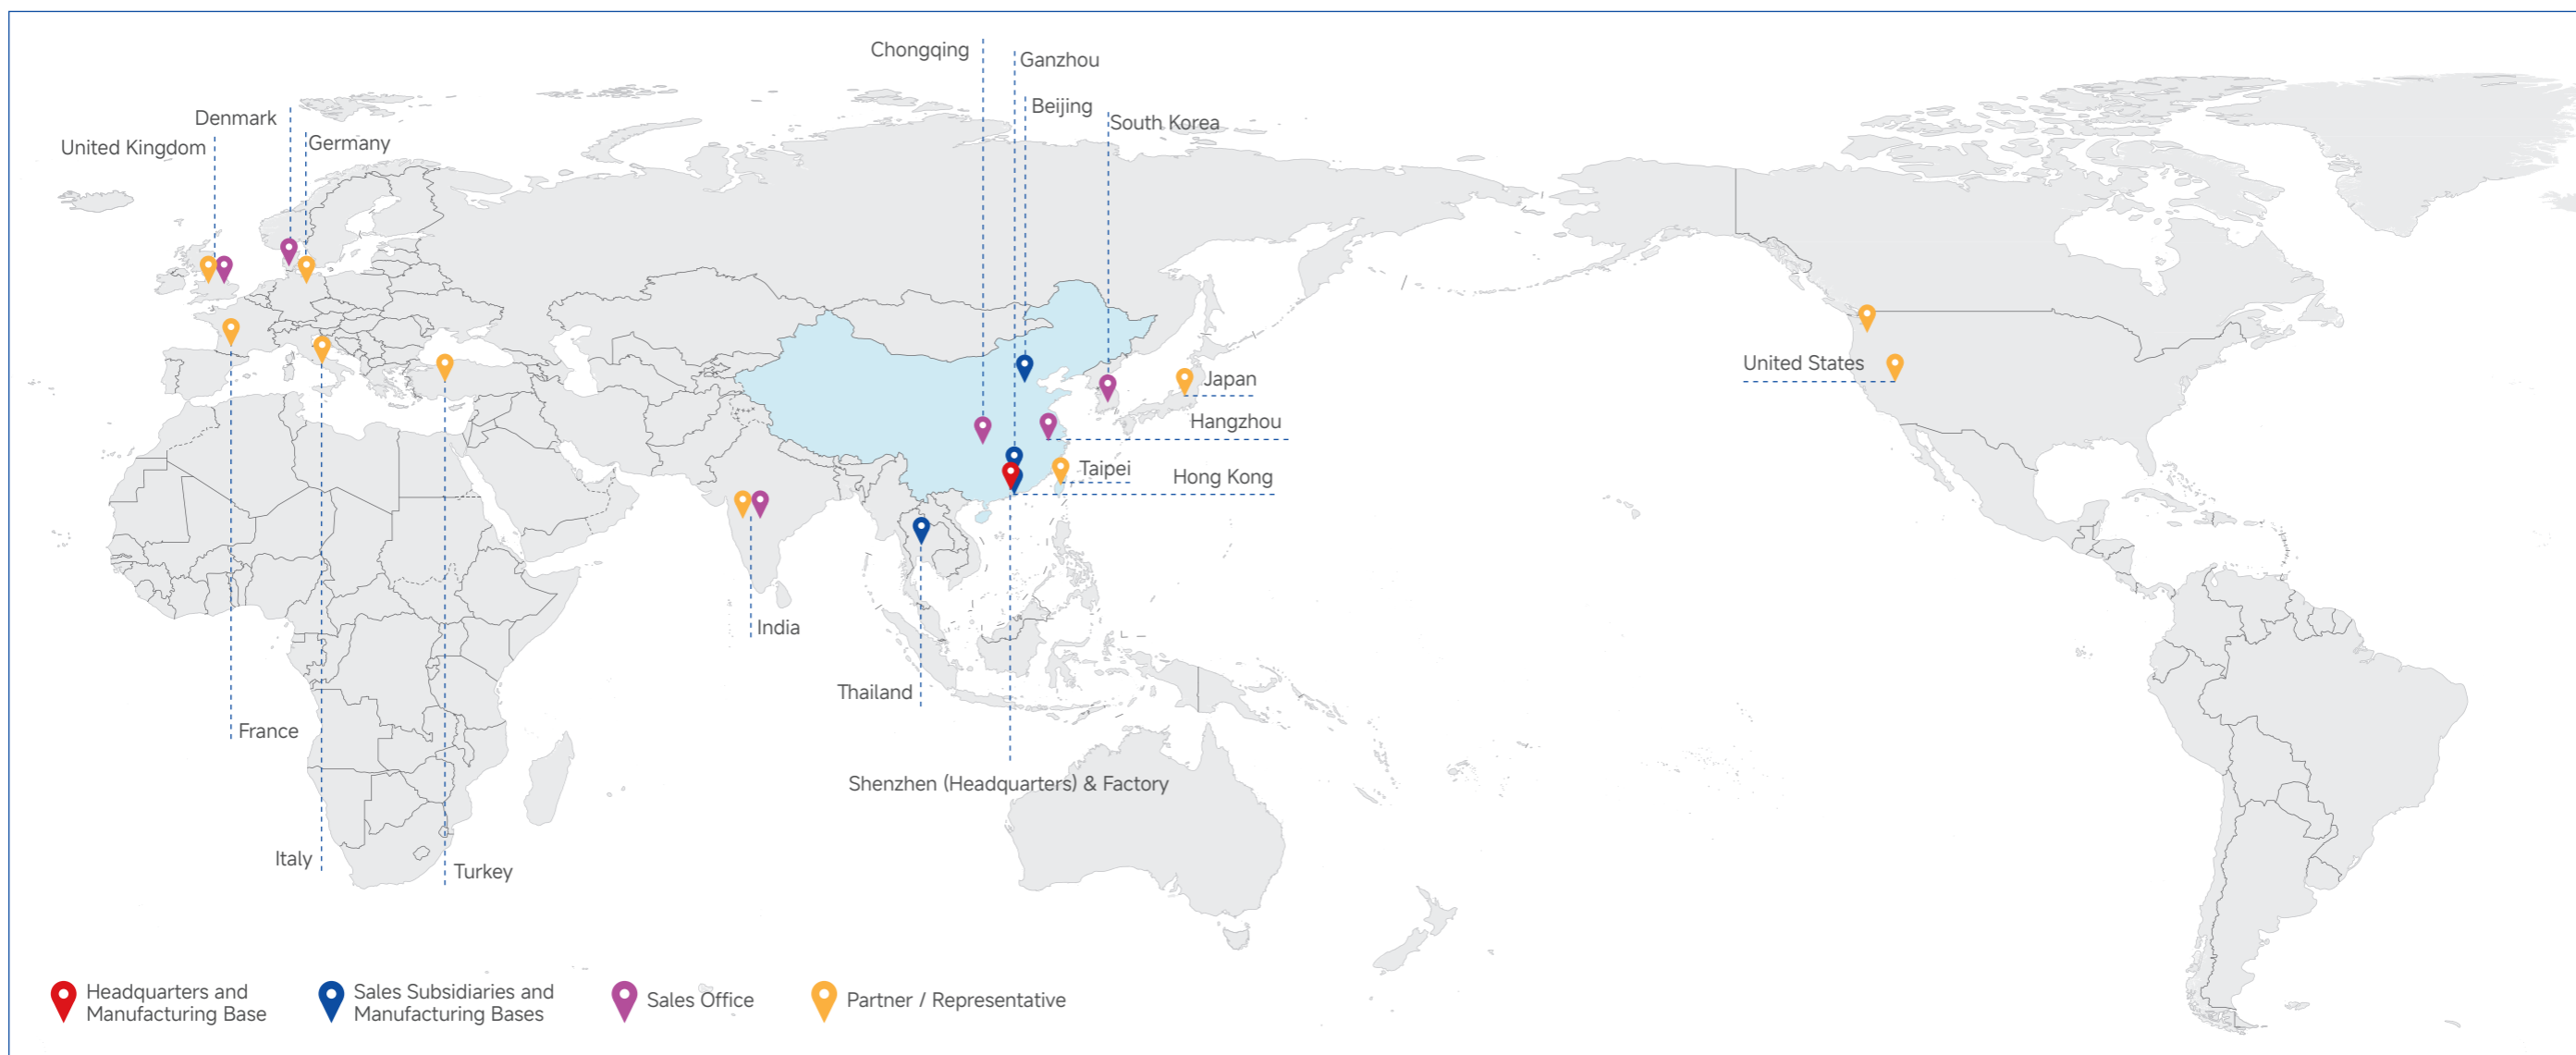 Chongqing
Ganzhou
Beijing
South Korea
Denmark
Germany
United Kingdom
Japan
United States
Hangzhou
Taipei
Hong Kong
India
Thailand
France
Shenzhen (Headquarters) & Factory
Italy
Turkey
Headquarters and
Manufacturing Base
Sales Subsidiaries and
Manufacturing Bases
Sales Office
Partner / Representative